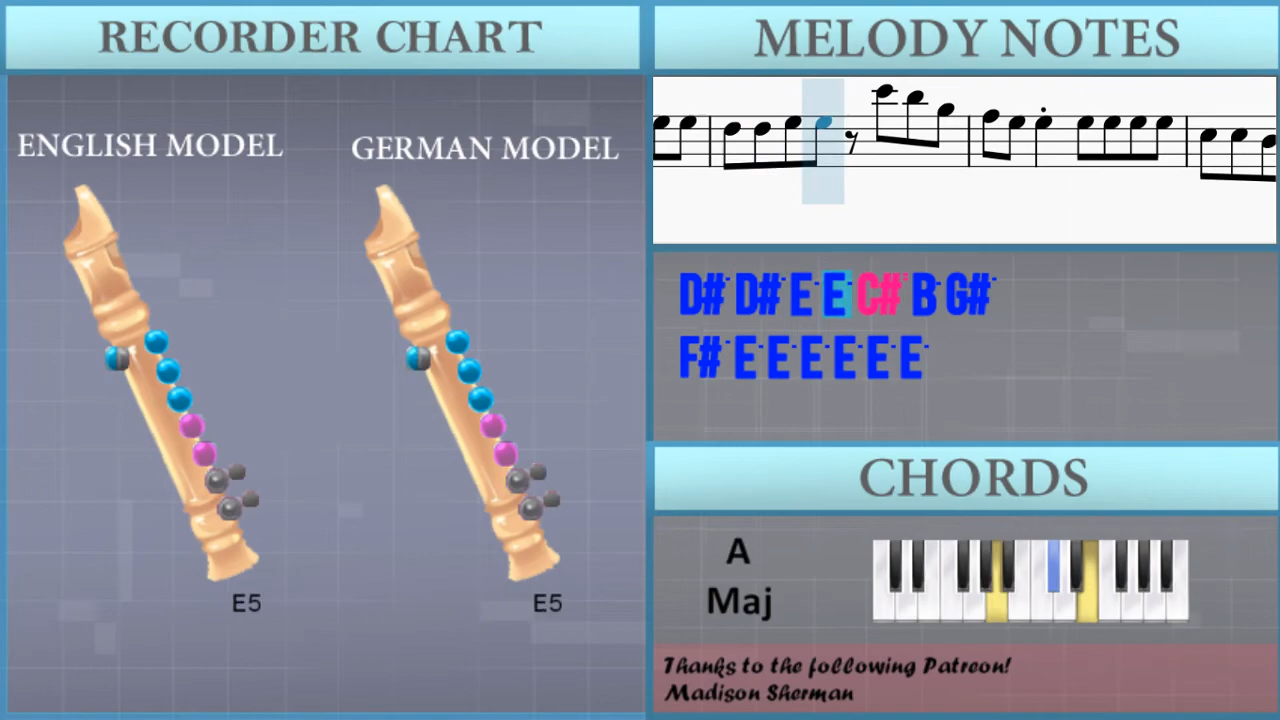 RECORDER CHART
ENGLISH MODEL
GERMAN MODEL
E5
E5
MELODY NOTES
D#˙ D#˙ E˙ E˙ C#⁚ B˙ G#˙
F#˙ E˙ E˙ E˙ E˙ E˙ E˙
CHORDS
A
Maj
Thanks to the following Patreon!
Madison Sherman